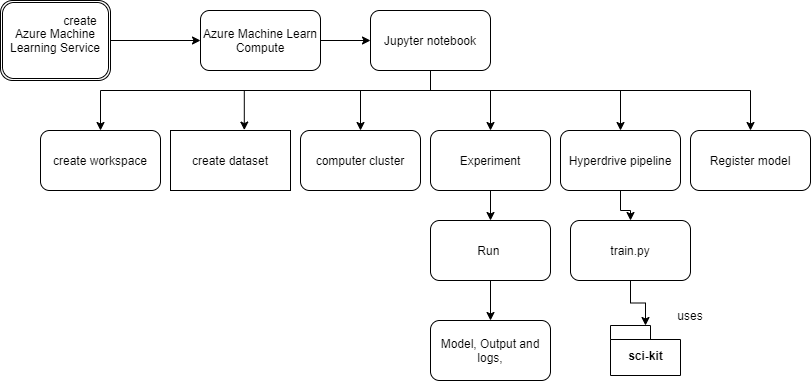 create
Azure Machine
Learning Service
Azure Machine Learn
Compute
Jupyter notebook
create workspace
create dataset
computer cluster
Experiment
Hyperdrive pipeline
Register model
Run
train.py
uses
Model, Output and
logs,
sci-kit